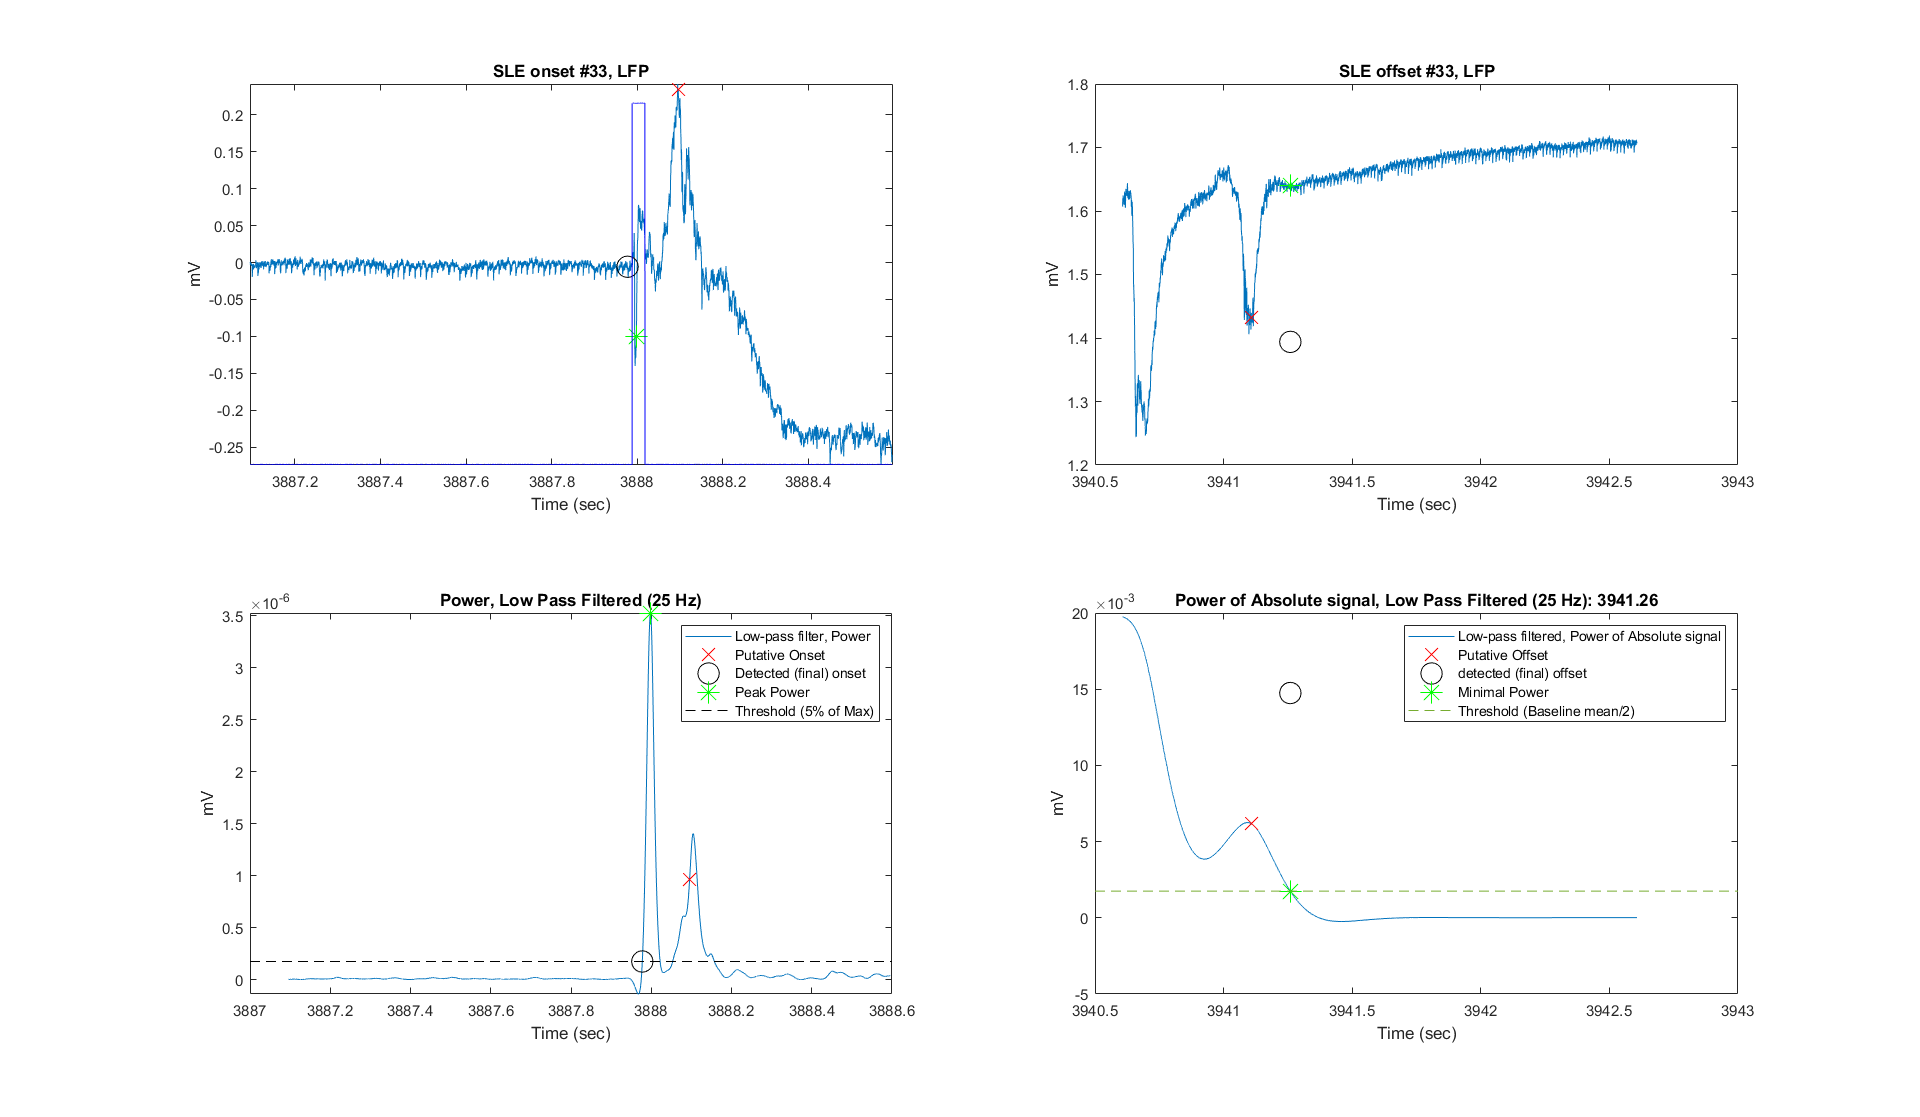 SLE onset #33, LFP
0.2
0.15
0.1
0.05
0
-0.05
-0.1
-0.15
-0.2
-0.25
mV
3887.2 3887.4 3887.6 3887.8 3888 3888.2 3888.4
Time (sec)
SLE offset #33, LFP
1.8
1.7
1.6
1.5
1.4
1.3
1.2
mV
3940.5 3941 3941.5 3942 3942.5 3943
Time (sec)
Power, Low Pass Filtered (25 Hz)
×10-6
3.5
3
2.5
2
1.5
1
0.5
0
mV
Low-pass filter, Power
Putative Onset
Detected (final) onset
Peak Power
Threshold (5% of Max)
3887 3887.2 3887.4 3887.6 3887.8 3888 3888.2 3888.4 3888.6
Time (sec)
Power of Absolute signal, Low Pass Filtered (25 Hz): 3941.26
×10-3
20
15
10
5
0
-5
mV
Low-pass filtered, Power of Absolute signal
Putative Offset
detected (final) offset
Minimal Power
Threshold (Baseline mean/2)
3940.5 3941 3941.5 3942 3942.5 3943
Time (sec)